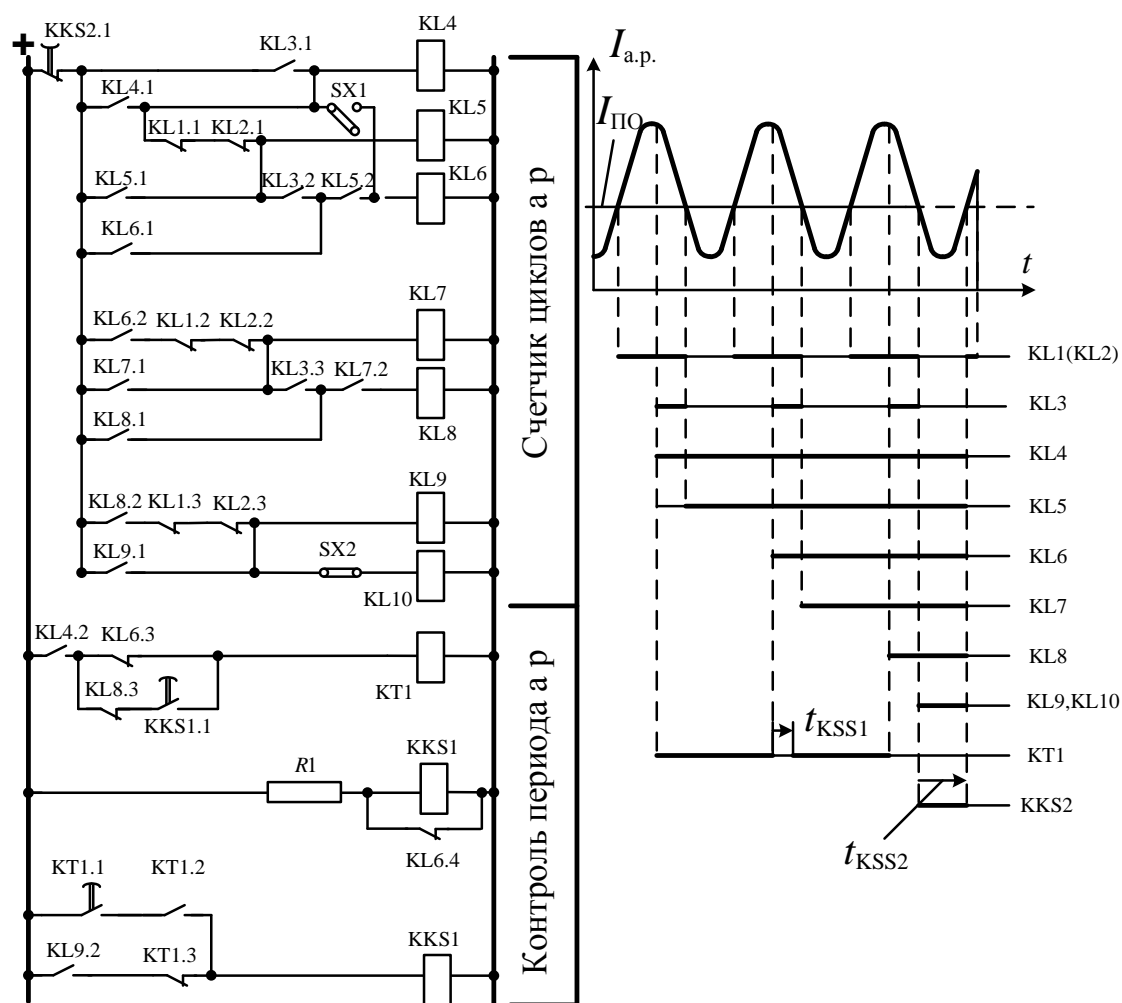 +
KKS2.1
KL3.1
KL4
KL4.1
SX1
KL5
KL1.1
KL2.1
KL5.1
KL3.2
KL5.2
KL6
KL6.1
KL7
KL6.2
KL1.2
KL2.2
KL7.1
KL3.3
KL7.2
KL8.1
KL8
KL9
KL8.2
KL1.3
KL2.3
KL9.1
SX2
KL10
KL4.2
KL6.3
KL8.3
KKS1.1
KT1
R1
KKS1
KL6.4
KT1.1
KT1.2
KL9.2
KT1.3
KKS1
Счетчик циклов а р
Контроль периода а р
Iа.р.
IПО
t
KL1(KL2)
KL3
KL4
KL5
KL6
KL7
KL8
KL9,KL10
tKSS1
KT1
KKS2
tKSS2